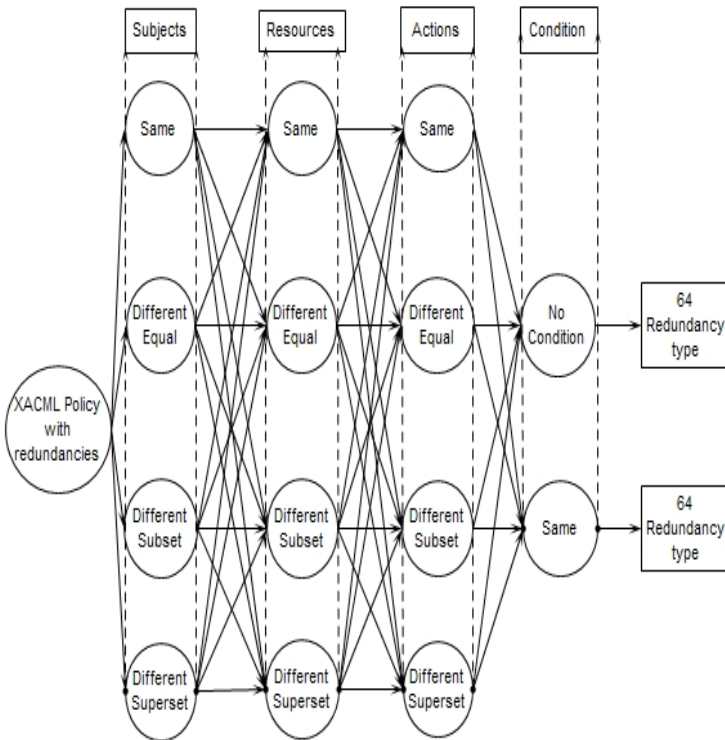 Subjects
Resources
Actions
Condition
Same
Same
Same
Different
Equal
Different
Equal
Different
Equal
No
Condition
64
Redundancy
type
XACML Policy
with
redundancies
Different
Subset
Different
Subset
Different
Subset
Same
64
Redundancy
type
Different
Superset
Different
Superset
Different
Superset